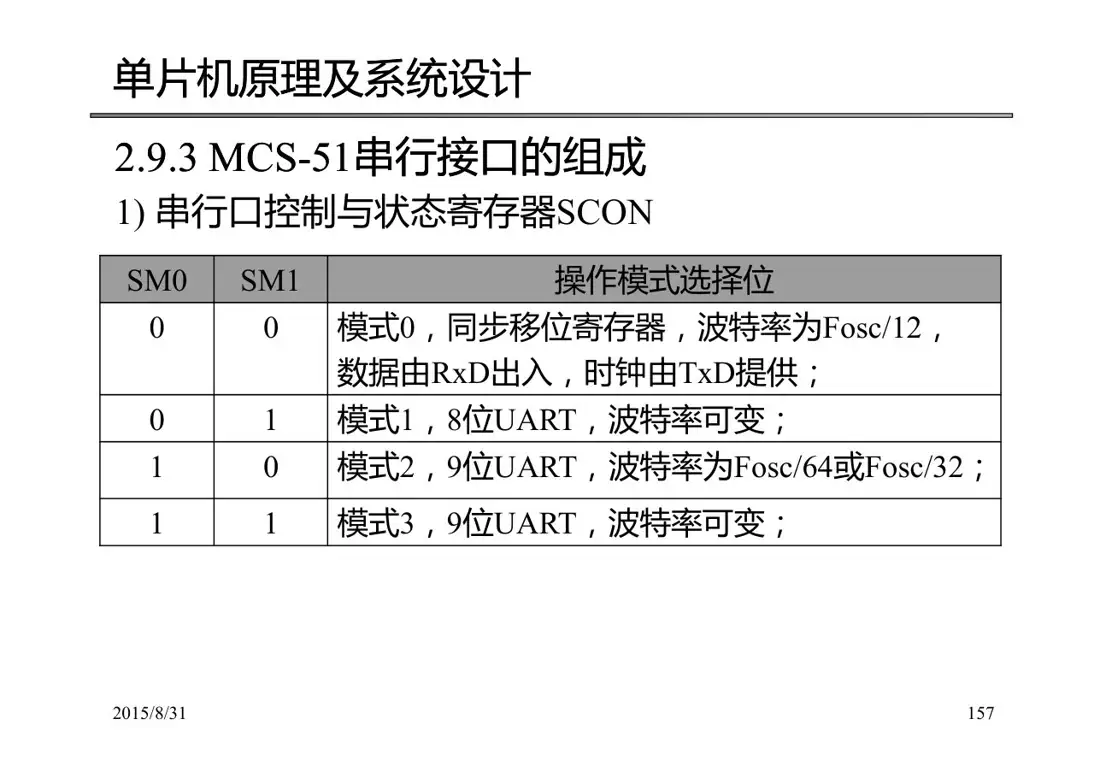 单片机原理及系统设计
2.9.3 MCS-51串行接口的组成
1) 串行口控制与状态寄存器SCON
SM0 SM1 操作模式选择位
0 0 模式0，同步移位寄存器，波特率为Fosc/12，
数据由RxD出入，时钟由TxD提供；
0 1 模式1，8位UART，波特率可变；
1 0 模式2，9位UART，波特率为Fosc/64或Fosc/32；
1 1 模式3，9位UART，波特率可变；
2015/8/31 157